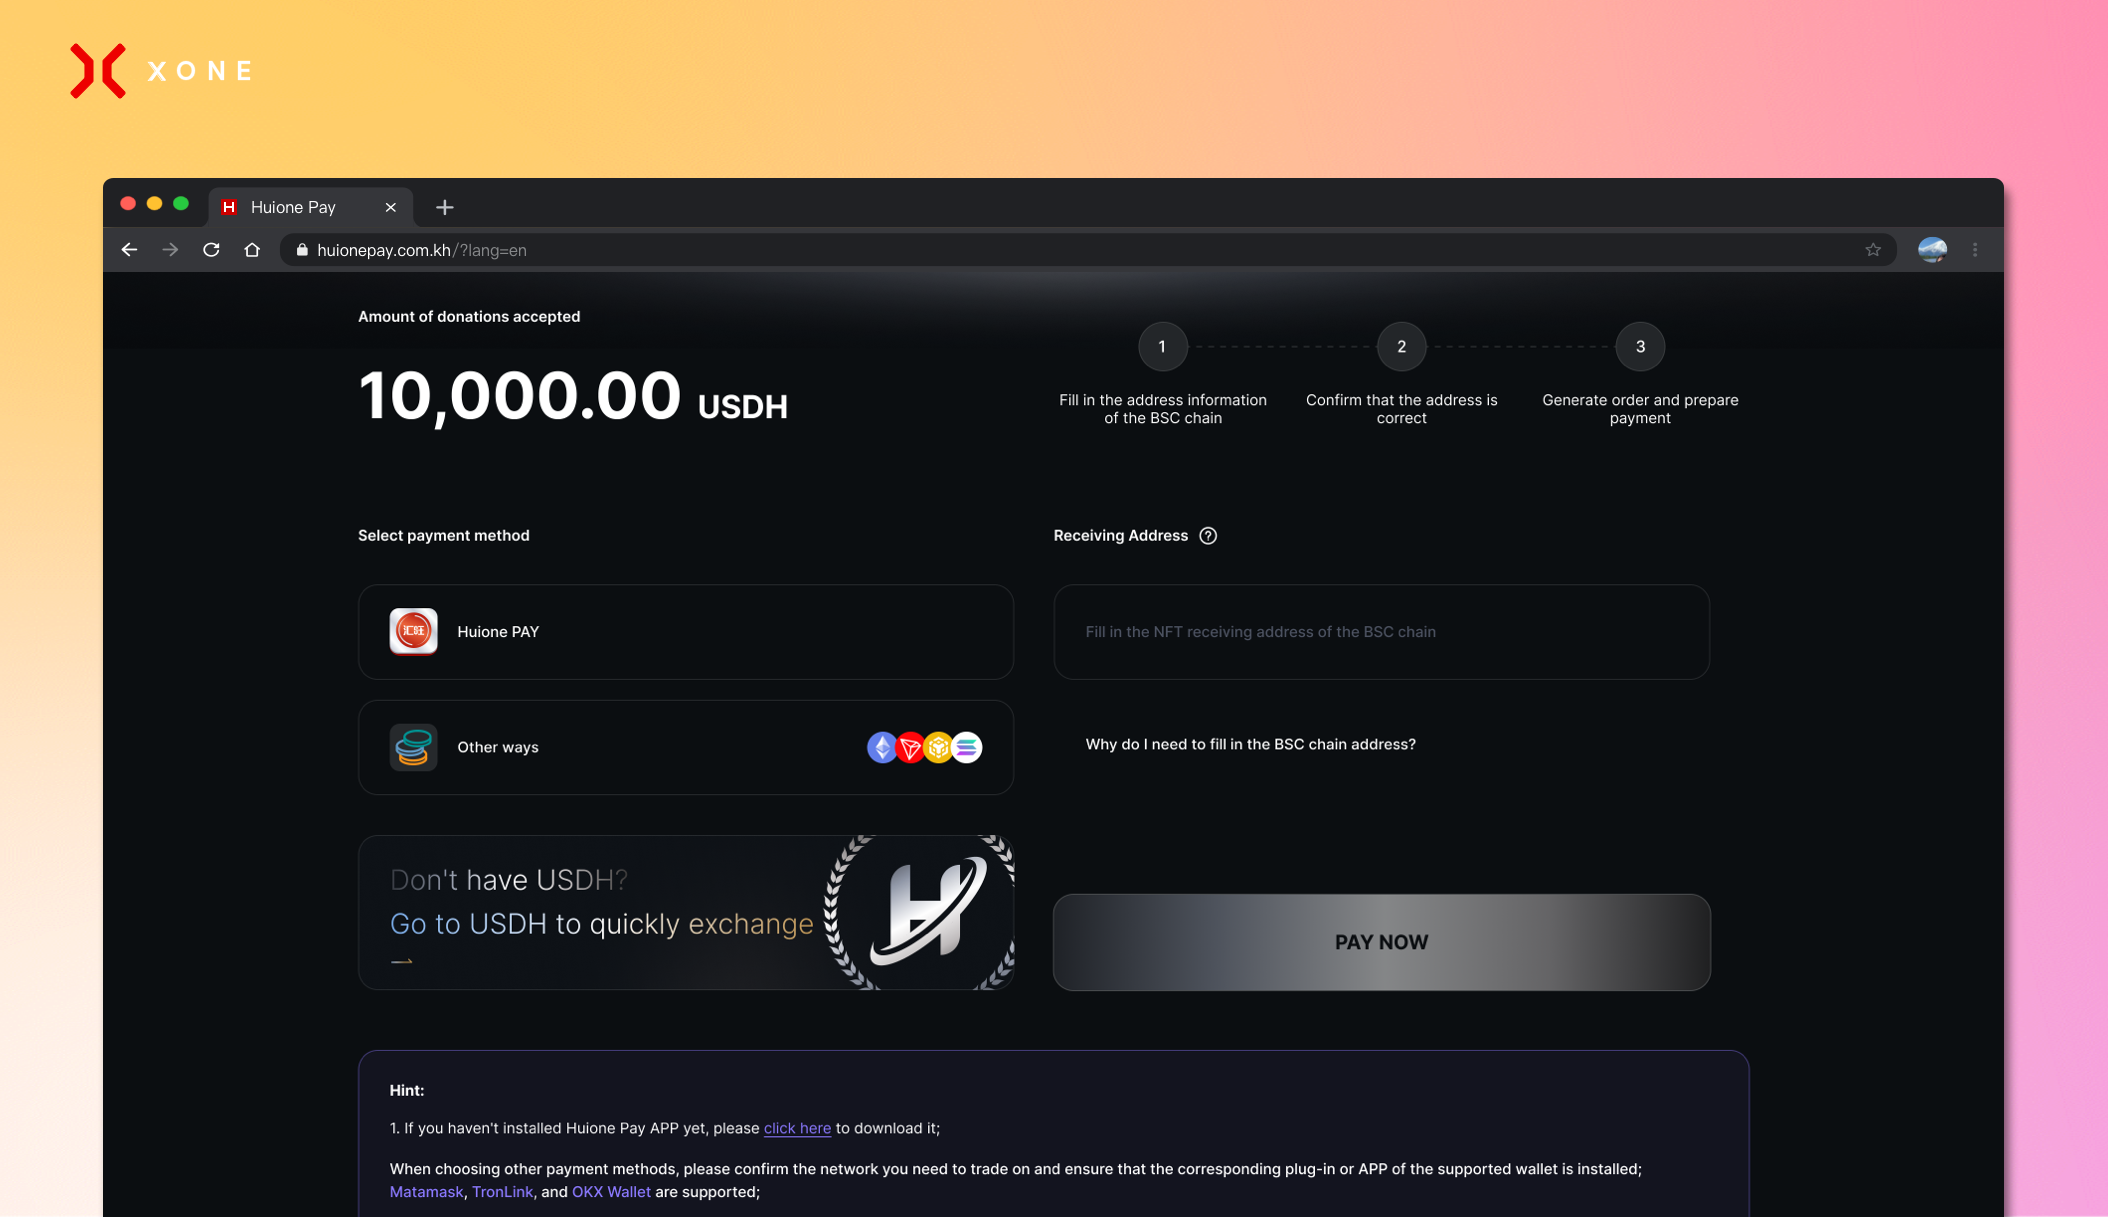 XONE
Huione Pay
huionepay.com.kh/?lang=en
Amount of donations accepted
10,000.00 USDH
1
2
3
Fill in the address information
of the BSC chain
Confirm that the address is
correct
Generate order and prepare
payment
Select payment method
Receiving Address
Huione PAY
汇旺
Fill in the NFT receiving address of the BSC chain
Other ways
Why do I need to fill in the BSC chain address?
Don't have USDH?
Go to USDH to quickly exchange
PAY NOW
Hint:
1. If you haven't installed Huione Pay APP yet, please click here to download it;
When choosing other payment methods, please confirm the network you need to trade on and ensure that the corresponding plug-in or APP of the supported wallet is installed;
Matamask, TronLink, and OKX Wallet are supported;